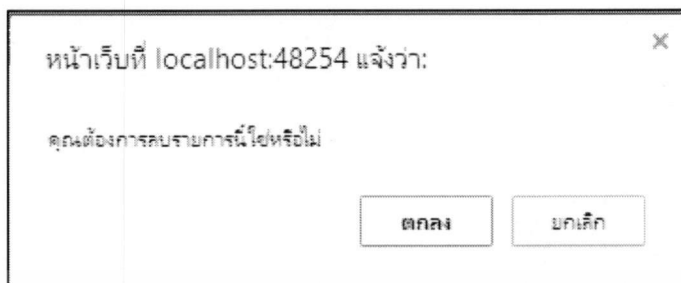 หน้าเว็บที่ localhost:48254 แจ้งว่า:
คุณต้องการลบรายการนี้ใช่หรือไม่
ตกลง
ยกเลิก